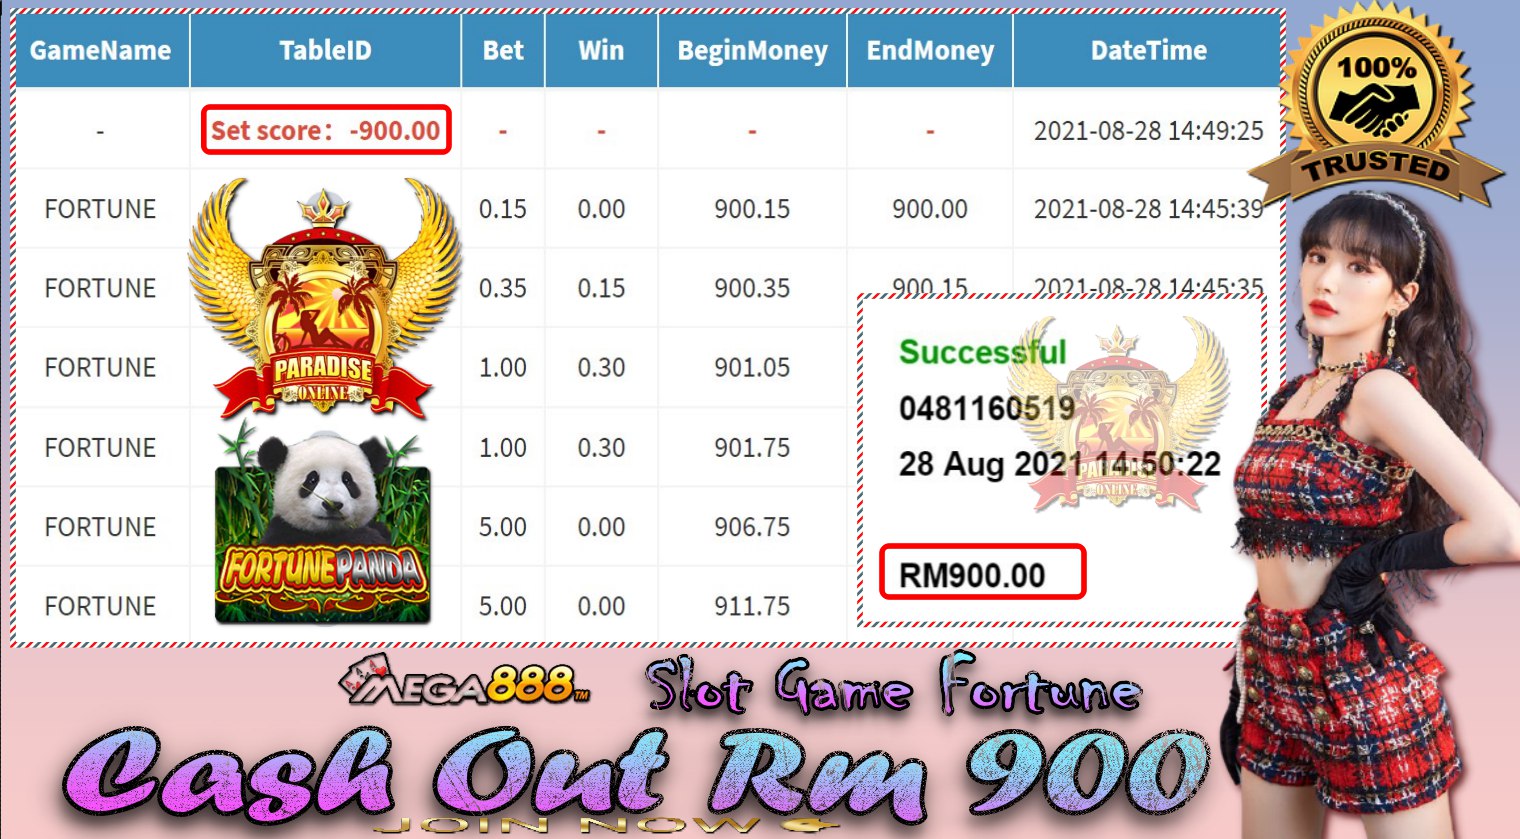 GameName TableID Bet Win BeginMoney EndMoney DateTime
- Set score: -900.00 - - - - 2021-08-28 14:49:25
FORTUNE 0.15 0.00 900.15 900.00 2021-08-28 14:45:39
FORTUNE 0.35 0.15 900.35 900.15 2021-08-28 14:45:35
FORTUNE 1.00 0.30 901.05
FORTUNE 1.00 0.30 901.75
FORTUNE 5.00 0.00 906.75
FORTUNE 5.00 0.00 911.75
100%
TRUSTED
PARADISE
ONLINE
FORTUNE PANDA
Successful
0481160519
28 Aug 2021 14:50:22
PARADISE
ONLINE
RM900.00
MEGA888 TM
Slot Game Fortune
Cash Out Rm 900
JOIN NOW